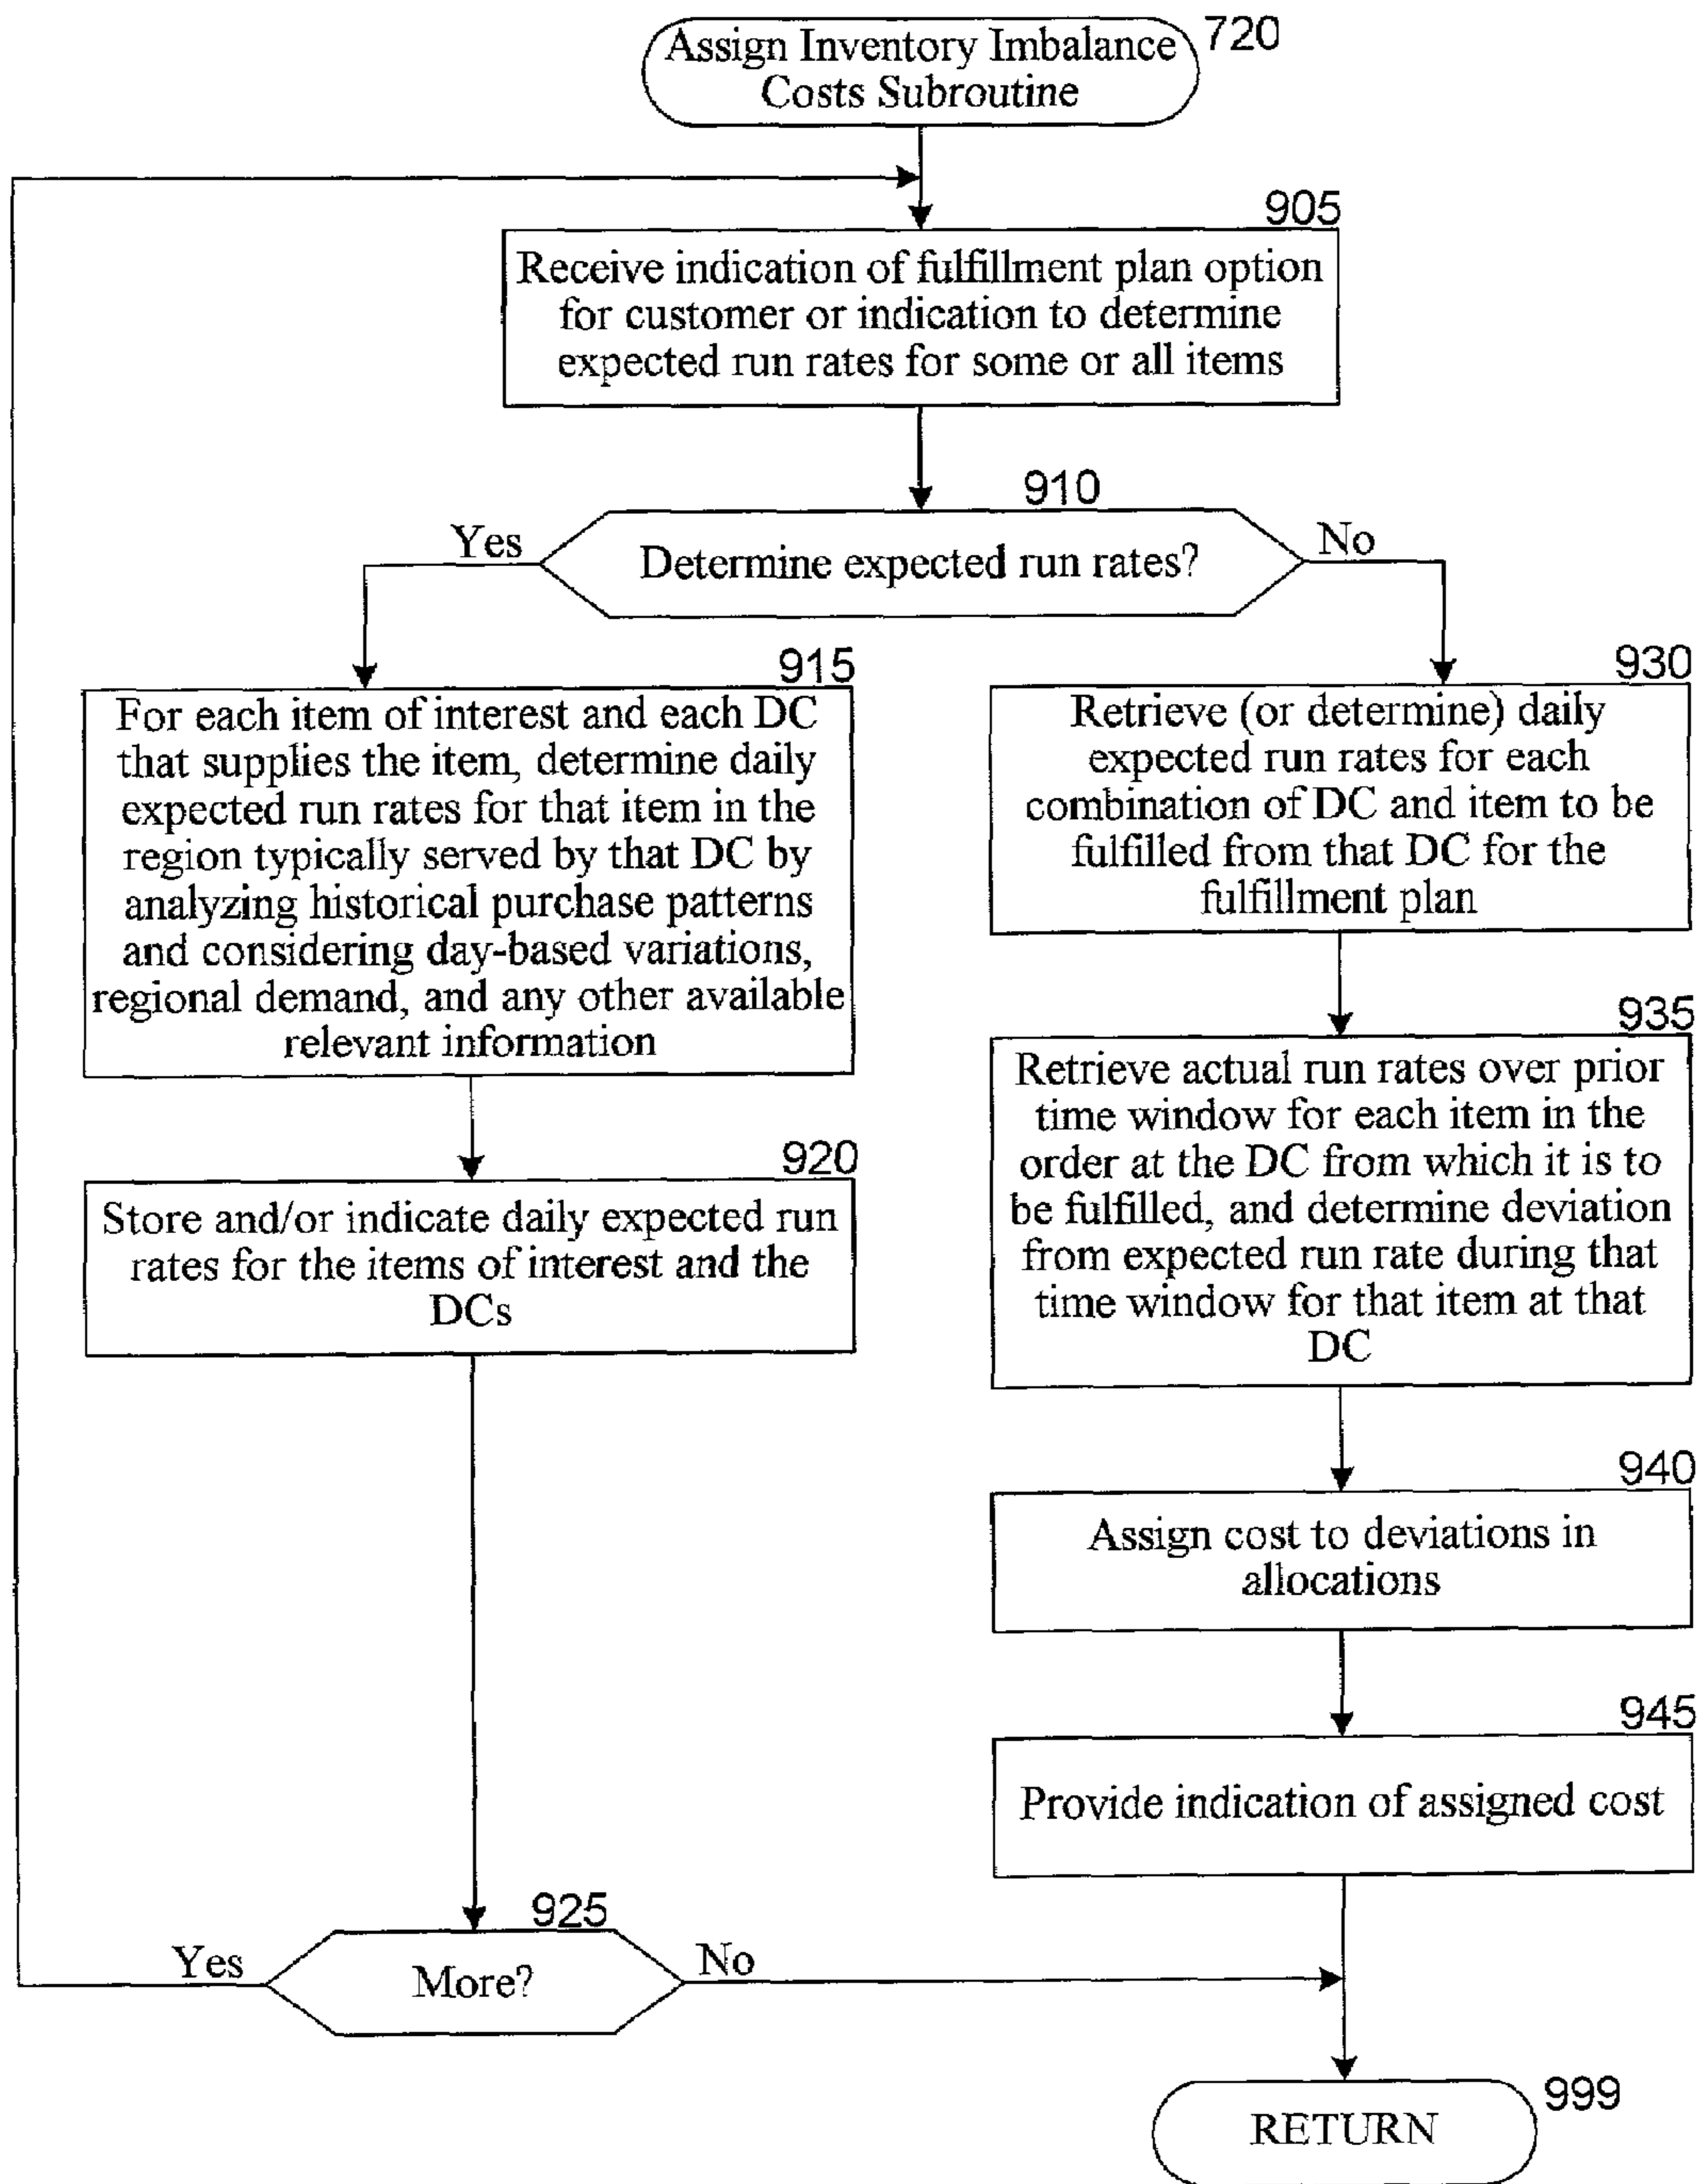 Assign Inventory Imbalance
Costs Subroutine
720
905
Receive indication of fulfillment plan option
for customer or indication to determine
expected run rates for some or all items
910
Yes
Determine expected run rates?
No
915
For each item of interest and each DC
that supplies the item, determine daily
expected run rates for that item in the
region typically served by that DC by
analyzing historical purchase patterns
and considering day-based variations,
regional demand, and any other available
relevant information
920
Store and/or indicate daily expected run
rates for the items of interest and the
DCs
930
Retrieve (or determine) daily
expected run rates for each
combination of DC and item to be
fulfilled from that DC for the
fulfillment plan
935
Retrieve actual run rates over prior
time window for each item in the
order at the DC from which it is to
be fulfilled, and determine deviation
from expected run rate during that
time window for that item at that
DC
940
Assign cost to deviations in
allocations
945
Provide indication of assigned cost
925
Yes
More?
No
999
RETURN